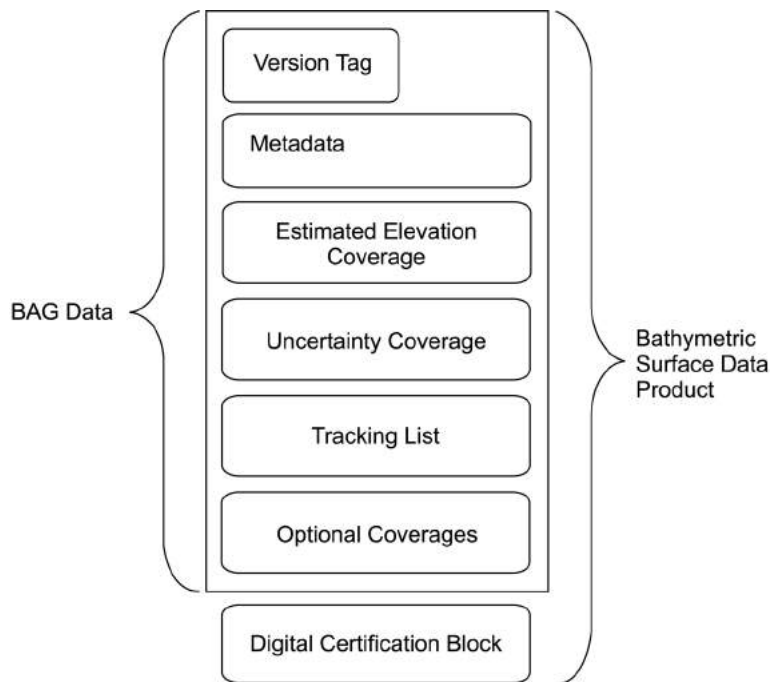 Version Tag
Metadata
Estimated Elevation
Coverage
BAG Data
Uncertainty Coverage
Bathymetric
Surface Data
Product
Tracking List
Optional Coverages
Digital Certification Block